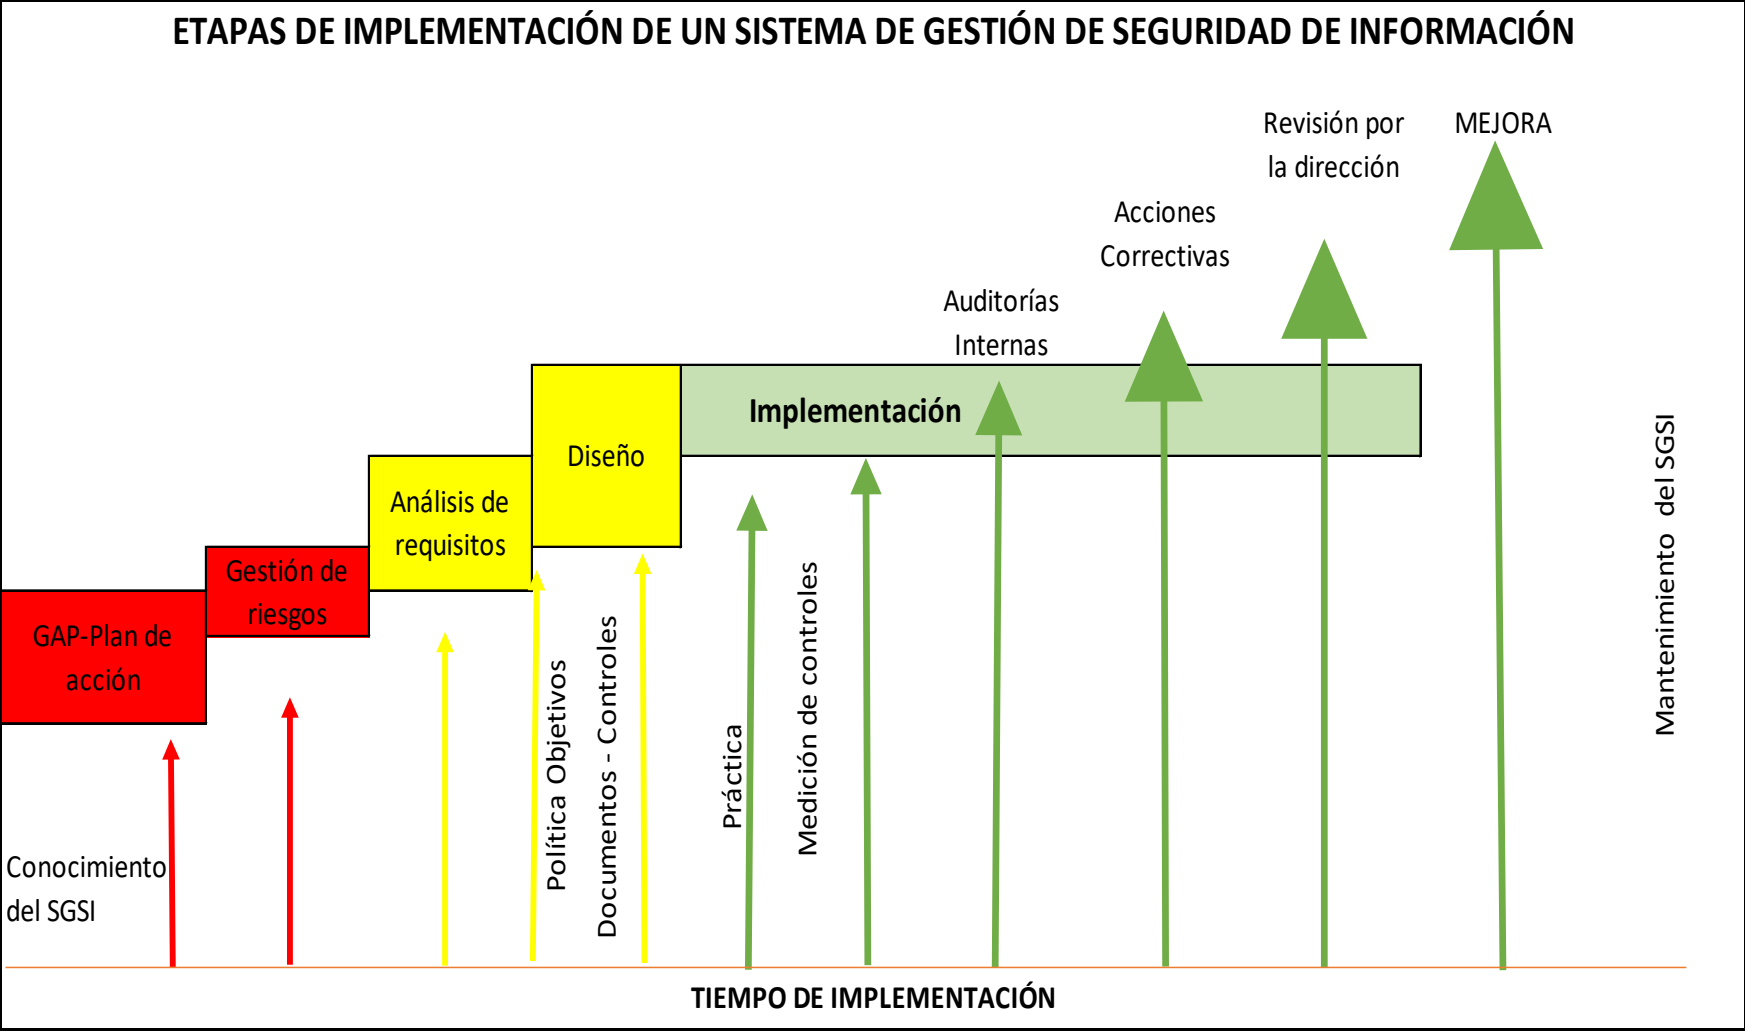 ETAPAS DE IMPLEMENTACIÓN DE UN SISTEMA DE GESTIÓN DE SEGURIDAD DE INFORMACIÓN
Revisión por
la dirección
MEJORA
Acciones
Correctivas
Auditorías
Internas
Implementación
Diseño
Análisis de
requisitos
Gestión de
riesgos
GAP-Plan de
acción
Conocimiento
del SGSI
Política Objetivos
Documentos - Controles
Práctica
Medición de controles
Mantenimiento del SGSI
TIEMPO DE IMPLEMENTACIÓN